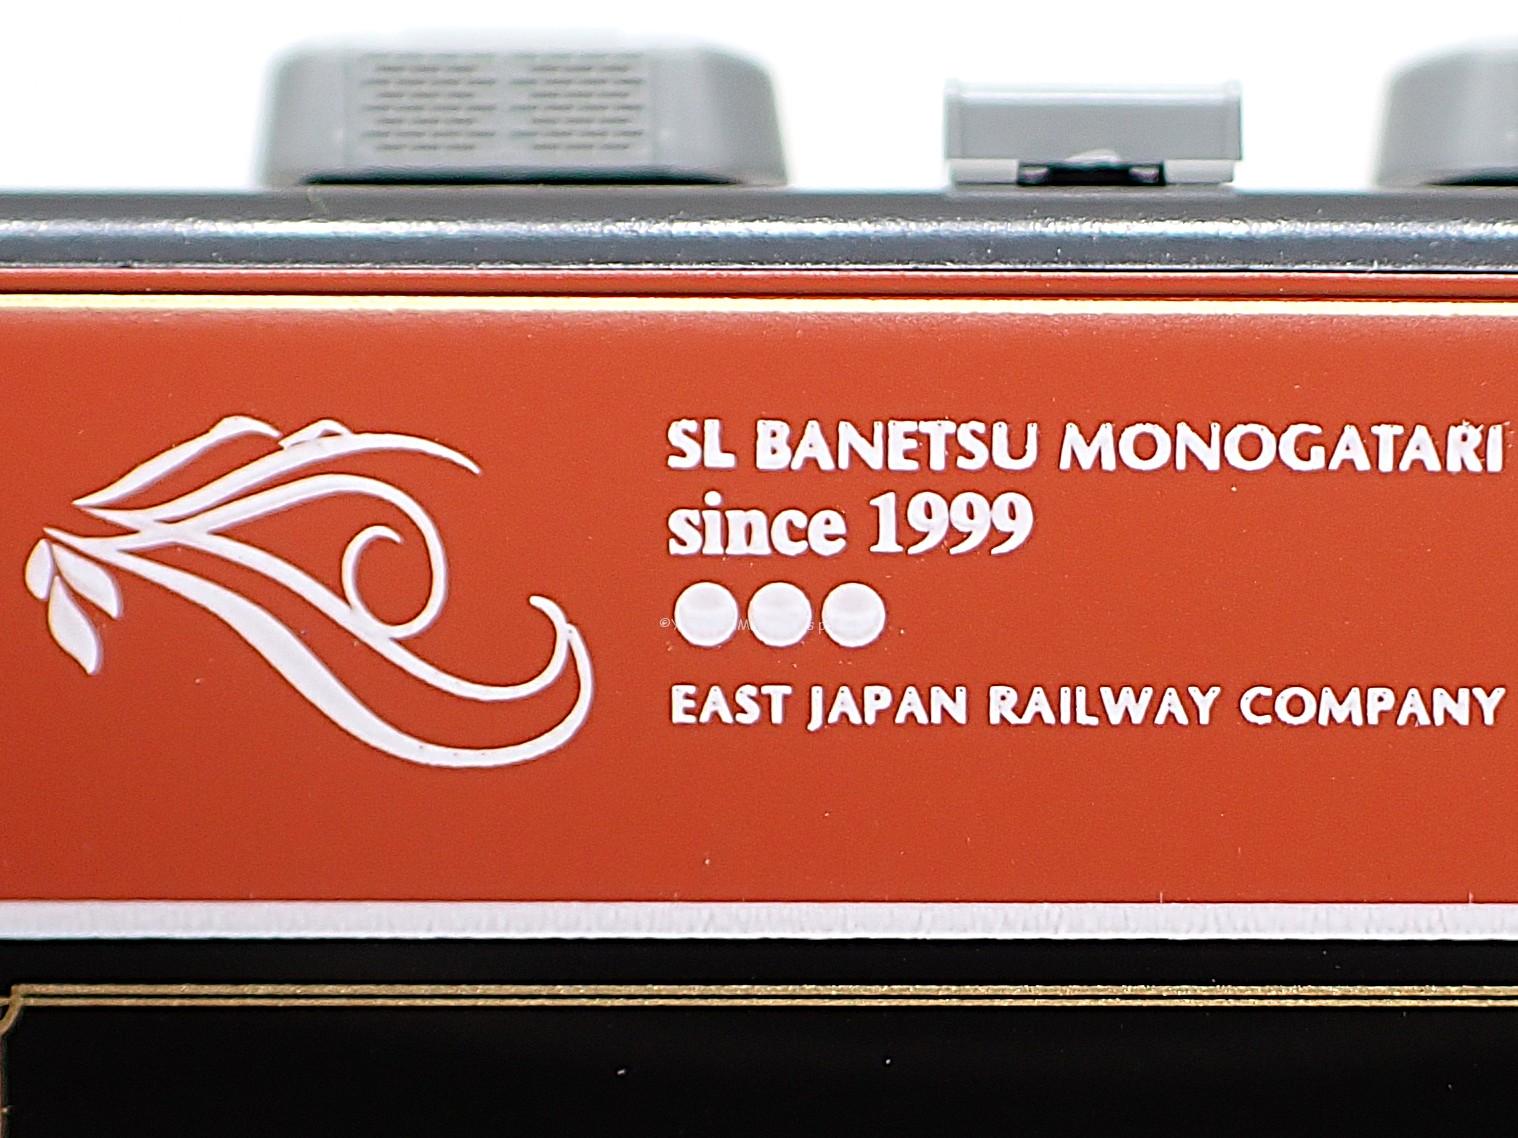 SL BANETSU MONOGATARI
since 1999
EAST JAPAN RAILWAY COMPANY